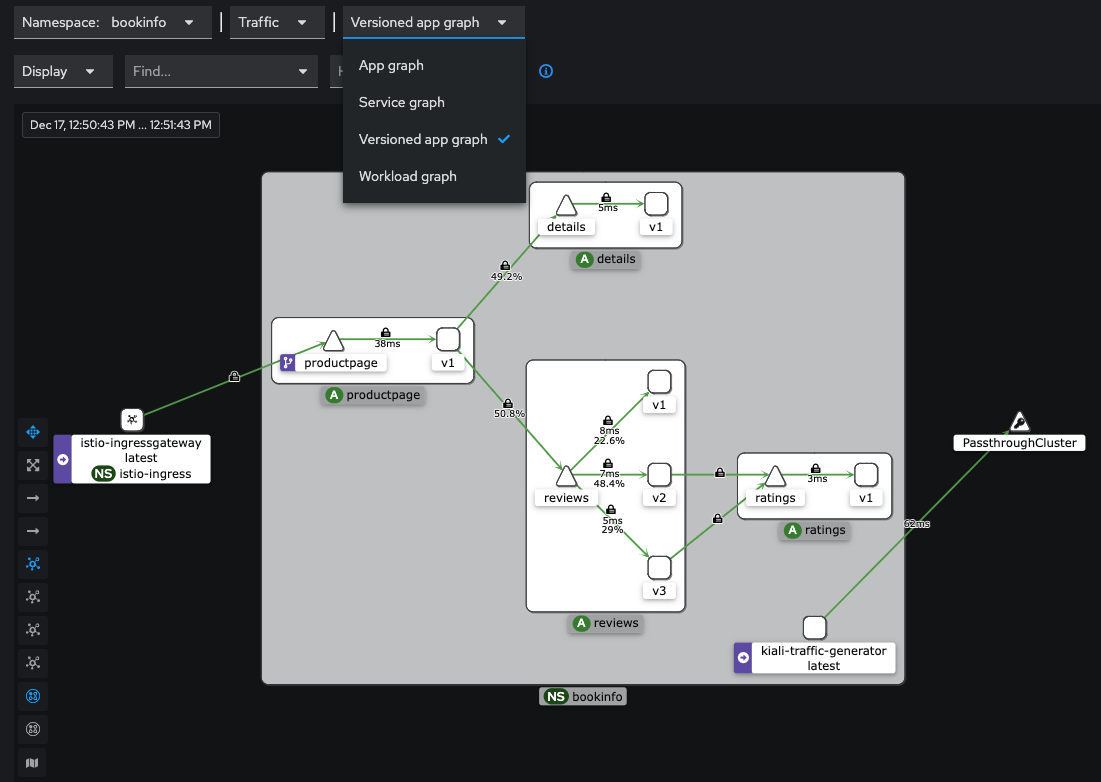 Namespace: bookinfo
Traffic
Versioned app graph
Display
Find...
App graph
Service graph
Versioned app graph
Workload graph
Dec 17, 12:50:43 PM ... 12:51:43 PM
5ms
details
v1
A details
49.2%
38ms
productpage
v1
A productpage
50.8%
v1
8ms
22.6%
istio-ingressgateway
latest
NS istio-ingress
PassthroughCluster
7ms
48.4%
reviews
v2
3ms
ratings
v1
5ms
29%
62ms
A ratings
v3
A reviews
kiali-traffic-generator
latest
NS bookinfo